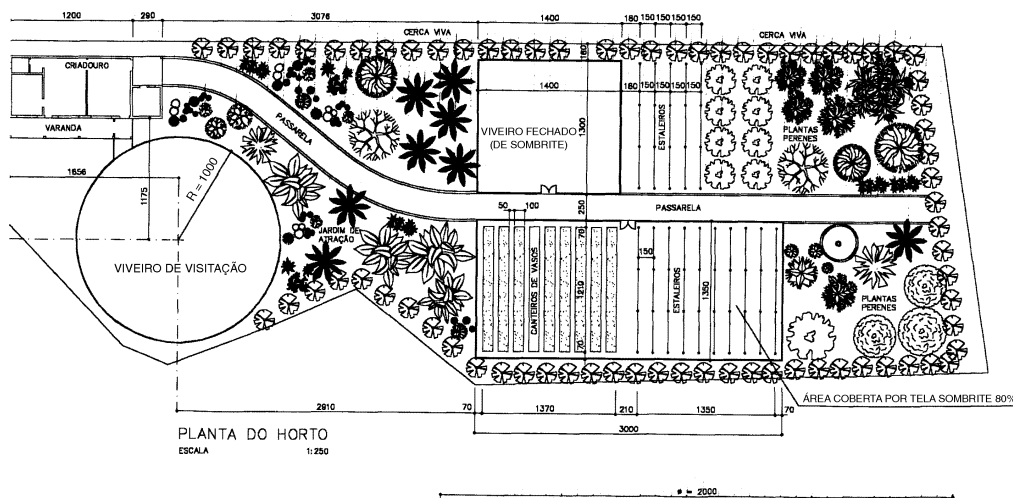 1200 290 3076 1400 180 150 150 150 150
CERCA VIVA
CERCA VIVA
CRIADOURO
180
150 150 150 150
1400
180
VARANDA
PASSARELA
VIVEIRO FECHADO
(DE SOMBRITE)
1300
ESTALEIROS
PLANTAS
PERENES
1656
1175
R = 1000
50 100
250
PASSARELA
JARDIM DE
ATRAÇÃO
VIVEIRO DE VISITAÇÃO
CANTEIROS DE VASOS
70
1210
70
150
ESTALEIROS
1350
PLANTAS
PERENES
ÁREA COBERTA POR TELA SOMBRITE 80%
2910 70 1370 210 1350 70
3000
PLANTA DO HORTO
ESCALA 1:250